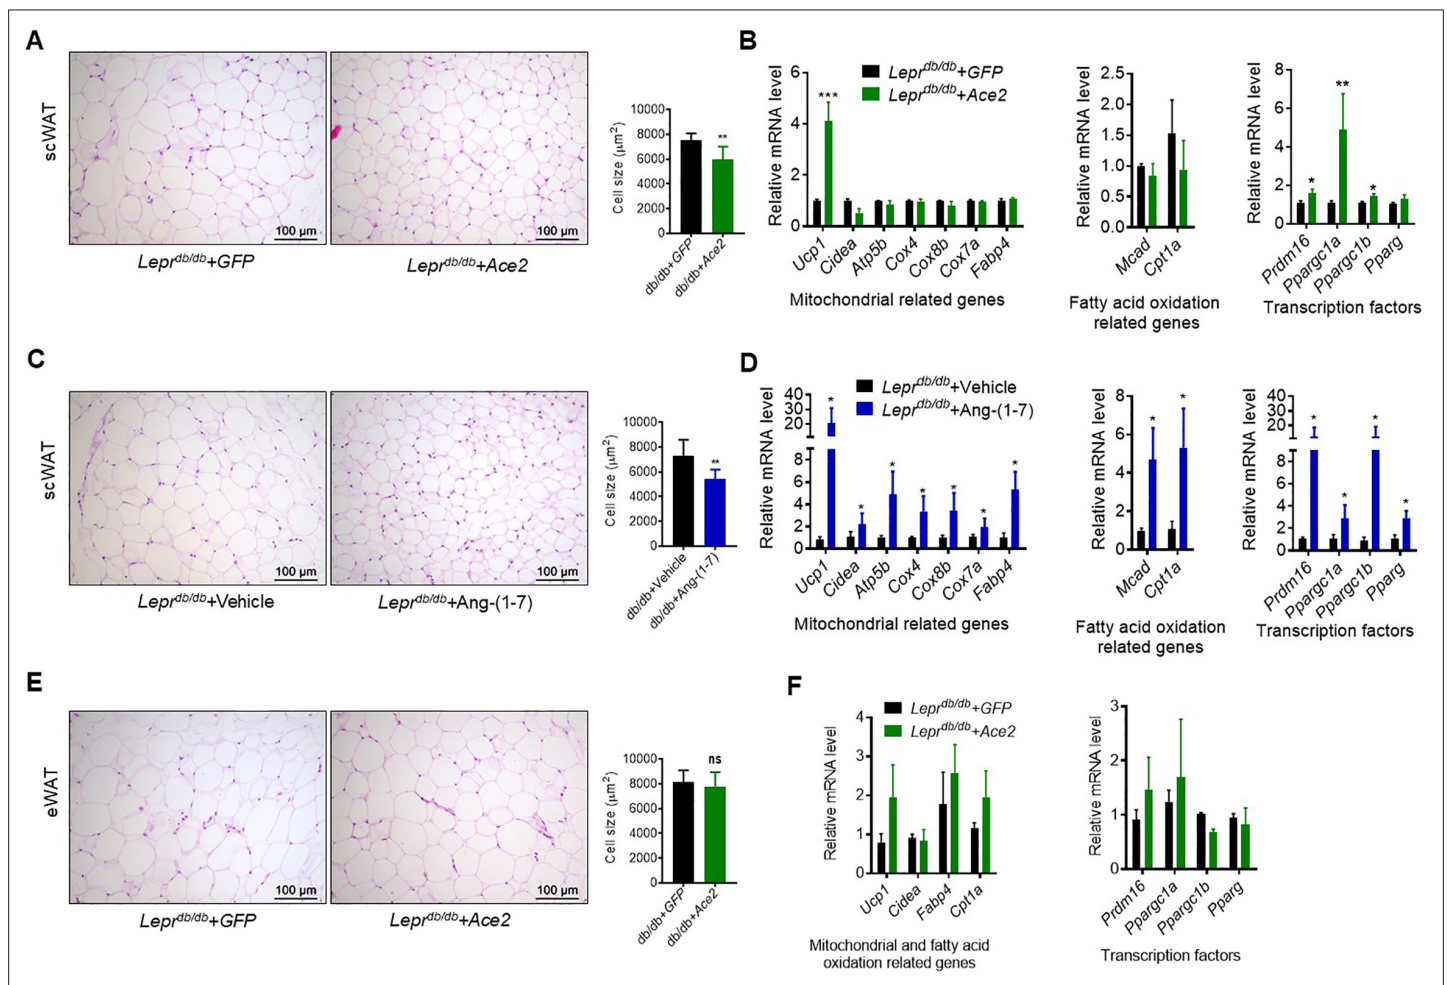 A
scWAT
100 µm
100 µm
Lepr db/db+GFP
Lepr db/db+Ace2
Cell size (µm2)
10000
8000
6000
4000
2000
0
**
db/db+GFP
db/db+Ace2
B
Relative mRNA level
6
4
2
0
Lepr db/db+GFP
Lepr db/db+Ace2
***
Ucp1
Cidea
Atp5b
Cox4
Cox8b
Cox7a
Fabp4
Mitochondrial related genes
Relative mRNA level
2.5
2.0
1.5
1.0
0.5
0.0
Mcad
Cpt1a
Fatty acid oxidation
related genes
Relative mRNA level
8
6
4
2
0
*
**
*
Prdm16
Ppargc1a
Ppargc1b
Pparg
Transcription factors
C
scWAT
100 µm
100 µm
Lepr db/db+Vehicle
Lepr db/db+Ang-(1-7)
Cell size (µm2)
10000
8000
6000
4000
2000
0
**
db/db+Vehicle
db/db+Ang-(1-7)
D
Relative mRNA level
40
30
20
8
6
4
2
0
Lepr db/db+Vehicle
Lepr db/db+Ang-(1-7)
*
*
*
*
*
*
*
Ucp1
Cidea
Atp5b
Cox4
Cox8b
Cox7a
Fabp4
Mitochondrial related genes
Relative mRNA level
8
6
4
2
0
*
*
Mcad
Cpt1a
Fatty acid oxidation
related genes
Relative mRNA level
40
30
20
8
6
4
2
0
*
*
*
*
Prdm16
Ppargc1a
Ppargc1b
Pparg
Transcription factors
E
eWAT
100 µm
100 µm
Lepr db/db+GFP
Lepr db/db+Ace2
Cell size (µm2)
10000
8000
6000
4000
2000
0
ns
db/db+GFP
db/db+Ace2
F
Relative mRNA level
4
3
2
1
0
Lepr db/db+GFP
Lepr db/db+Ace2
Ucp1
Cidea
Fabp4
Cpt1a
Mitochondrial and fatty acid
oxidation related genes
Relative mRNA level
3
2
1
0
Prdm16
Ppargc1a
Ppargc1b
Pparg
Transcription factors